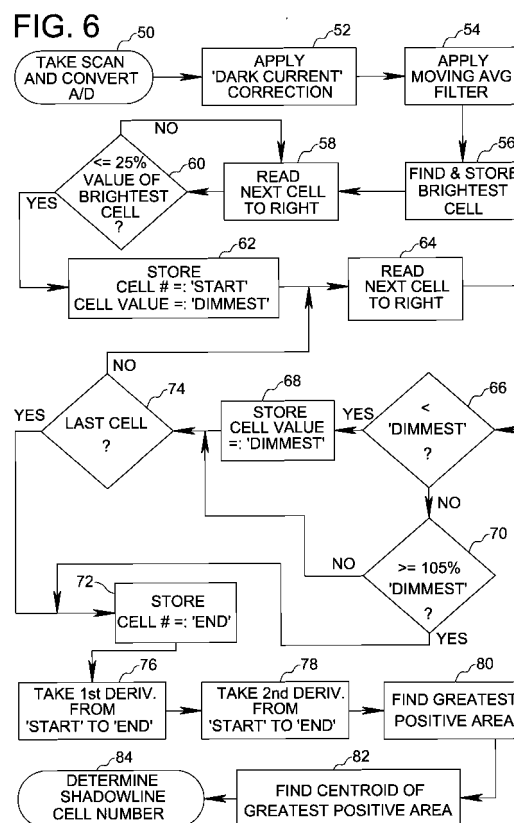 FIG. 6
50
TAKE SCAN
AND CONVERT
A/D
52
APPLY
'DARK CURRENT'
CORRECTION
54
APPLY
MOVING AVG
FILTER
56
FIND & STORE
BRIGHTEST
CELL
58
READ
NEXT CELL
TO RIGHT
NO
60
<= 25%
VALUE OF
BRIGHTEST
CELL
?
YES
62
STORE
CELL # =: 'START'
CELL VALUE =: 'DIMMEST'
64
READ
NEXT CELL
TO RIGHT
66
<
'DIMMEST'
?
YES
NO
68
STORE
CELL VALUE
=: 'DIMMEST'
NO
74
YES
LAST CELL
?
70
>= 105%
'DIMMEST'
?
NO
YES
72
STORE
CELL # =: 'END'
76
TAKE 1st DERIV.
FROM
'START' TO 'END'
78
TAKE 2nd DERIV.
FROM
'START' TO 'END'
80
FIND GREATEST
POSITIVE AREA
82
FIND CENTROID OF
GREATEST POSITIVE AREA
84
DETERMINE
SHADOWLINE
CELL NUMBER